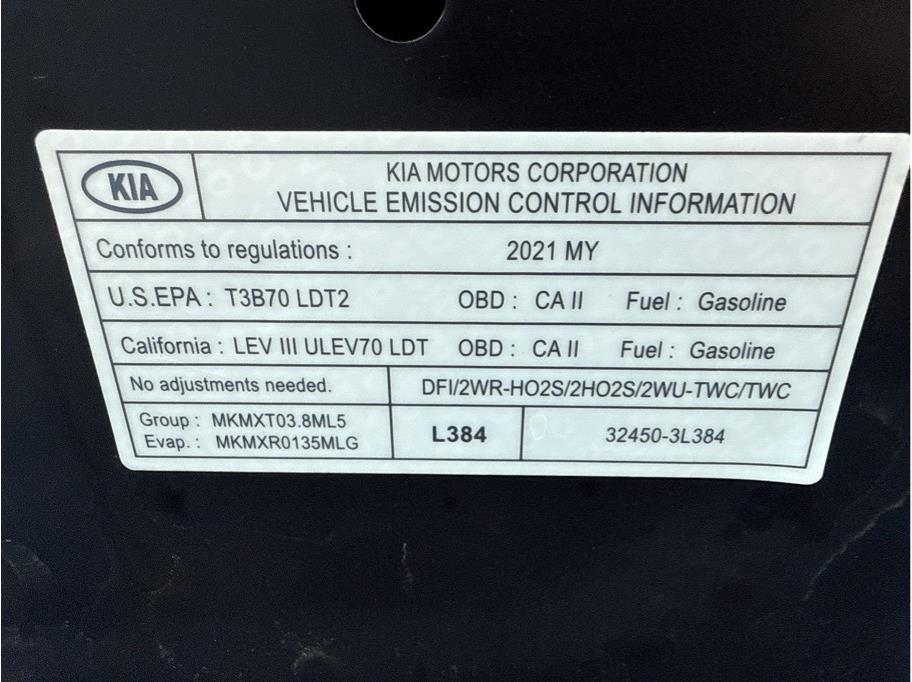 KIA
KIA MOTORS CORPORATION
VEHICLE EMISSION CONTROL INFORMATION
Conforms to regulations : 2021 MY
U.S.EPA : T3B70 LDT2 OBD : CA II Fuel : Gasoline
California : LEV III ULEV70 LDT OBD : CA II Fuel : Gasoline
No adjustments needed. DFI/2WR-HO2S/2HO2S/2WU-TWC/TWC
Group : MKMXT03.8ML5
Evap. : MKMXR0135MLG
L384
32450-3L384